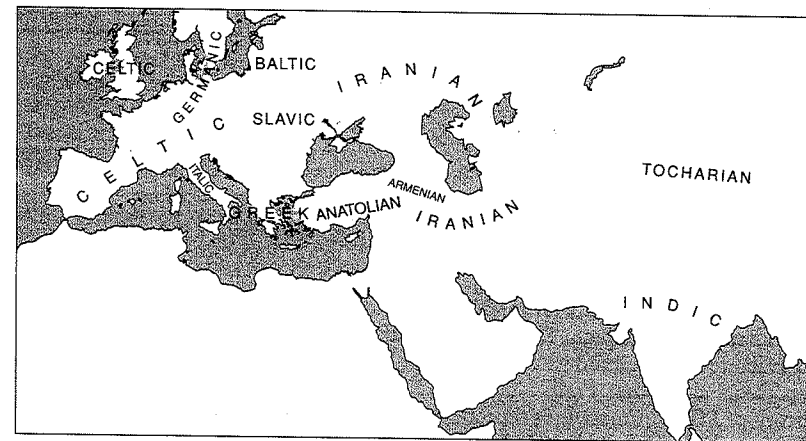 CELTIC
GERMANIC
BALTIC
IRANIAN
SLAVIC
CELTIC
ITALIC
TOCHARIAN
ARMENIAN
GREEK
ANATOLIAN
IRANIAN
INDIC